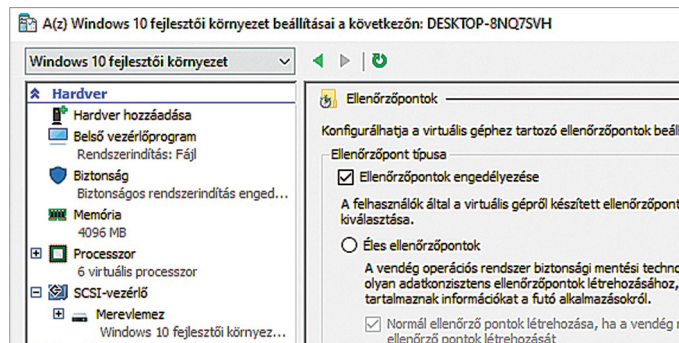 A(z) Windows 10 fejlesztői környezet beállításai a következőn: DESKTOP-8NQ7SVH
Windows 10 fejlesztői környezet
Hardver
Hardver hozzáadása
Belső vezérlőprogram
Rendszerindítás: Fájl
Biztonság
Biztonságos rendszerindítás enged...
Memória
4096 MB
Processzor
6 virtuális processzor
SCSI-vezérlő
Merevlemez
Windows 10 fejlesztői környez...
Ellenőrzőpontok
Konfigurálhatja a virtuális géphez tartozó ellenőrzőpontok beáll
Ellenőrzőpont típusa
Ellenőrzőpontok engedélyezése
A felhasználók által a virtuális gépről készített ellenőrzőpont
kiválasztása.
Éles ellenőrzőpontok
A vendég operációs rendszer biztonsági mentési techno
olyan adatkonzisztens ellenőrzőpontok létrehozásához,
tartalmaznak információkat a futó alkalmazásokról.
Normál ellenőrző pontok létrehozása, ha a vendég
ellenőrző pontok létrehozását